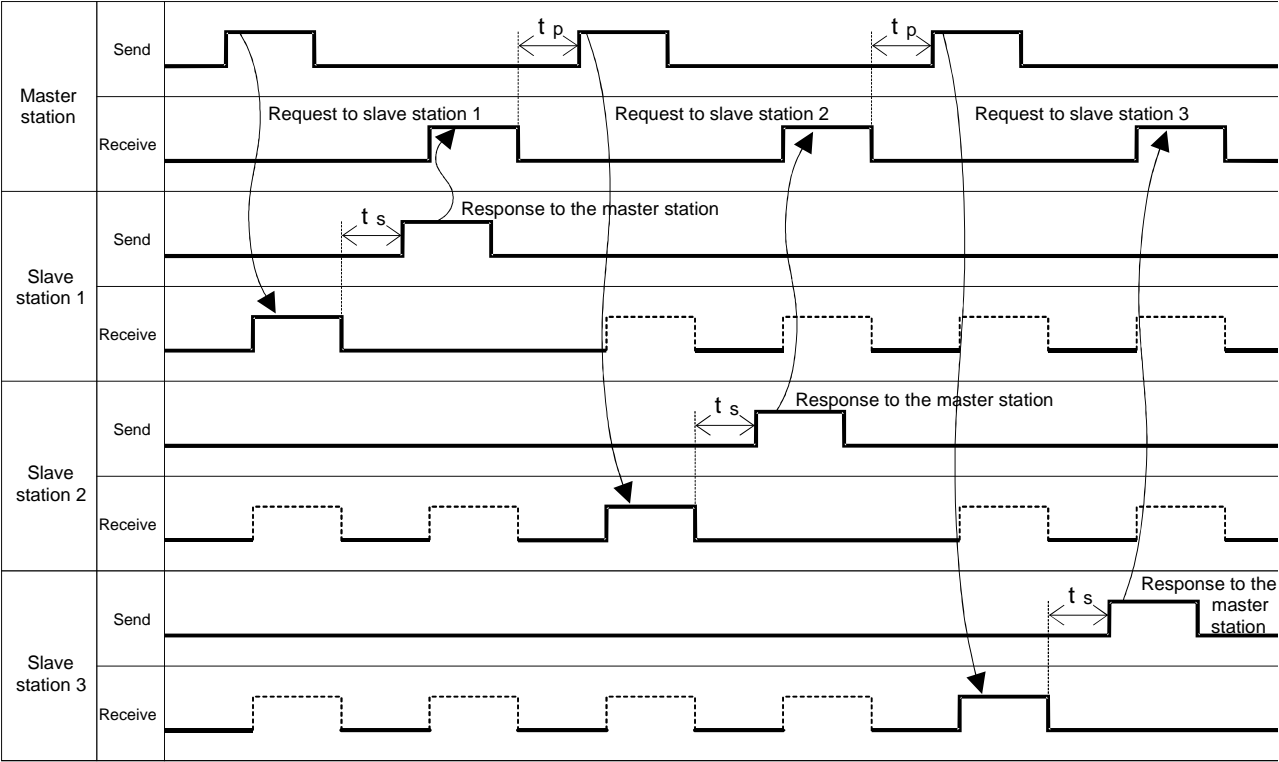 Master
station
Send
t p
t p
Receive
Request to slave station 1
Request to slave station 2
Request to slave station 3
Slave
station 1
Send
t s
Response to the master station
Receive
Slave
station 2
Send
t s
Response to the master station
Receive
Slave
station 3
Send
t s
Response to the
master
station
Receive